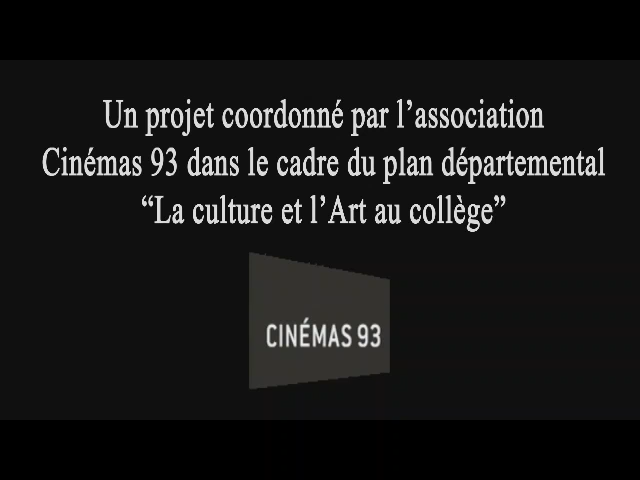 Un projet coordonné par l’association
Cinémas 93 dans le cadre du plan départemental
“La culture et l’Art au collège”
CINÉMAS 93